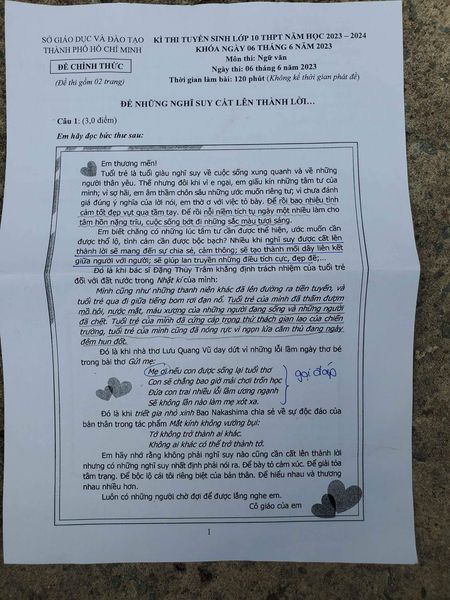 SỞ GIÁO DỤC VÀ ĐÀO TẠO
THÀNH PHỐ HỒ CHÍ MINH
ĐỀ CHÍNH THỨC
(Đề thi gồm 02 trang)
KÌ THI TUYỂN SINH LỚP 10 THPT NĂM HỌC 2023 – 2024
KHÓA NGÀY 06 THÁNG 6 NĂM 2023
Môn thi: Ngữ văn
Ngày thi: 06 tháng 6 năm 2023
Thời gian làm bài: 120 phút (Không kể thời gian phát đề)
ĐỂ NHỮNG NGHĨ SUY CẤT LÊN THÀNH LỜI…
Câu 1: (3,0 điểm)
Em hãy đọc bức thư sau:
Em thương mến!
Tuổi trẻ là tuổi giàu nghĩ suy về cuộc sống xung quanh và về những
người thân yêu. Thế nhưng đôi khi vì e ngại, em giấu kín những tâm tư của
mình; vì sợ hãi, em âm thầm chôn sâu những ước muốn riêng tư; vì chưa đánh
giá đúng ý nghĩa của lời nói, em thờ ơ với việc tỏ bày. Để rồi bao nhiêu tình
cảm tốt đẹp vụt qua tầm tay. Để rồi nỗi niềm tích tụ ngày một nhiều làm cho
tâm hồn nặng trĩu, cuộc sống bớt đi những sắc màu tươi sáng.
Em biết chăng có những lúc tâm tư cần được thể hiện, ước muốn cần
được thổ lộ, tình cảm cần được bộc bạch? Nhiều khi nghĩ suy được cất lên
thành lời sẽ mang đến sự sẻ chia, cảm thông; sẽ tạo thành mối dây liên kết
giữa người với người; sẽ giúp lan truyền những điều tích cực, đẹp đẽ;…
Đó là khi bác sĩ Đặng Thùy Trâm khẳng định trách nhiệm của tuổi trẻ
đối với đất nước trong Nhật kí của mình:
Mình cũng như những thanh niên khác đã lên đường ra tiền tuyến, và
tuổi trẻ qua đi giữa tiếng bom rơi đạn nổ. Tuổi trẻ của mình đã thấm đượm
mồ hôi, nước mắt, máu xương của những người đang sống và những người
đã chết. Tuổi trẻ của mình đã cứng cáp trong thử thách gian lao của chiến
trường, tuổi trẻ của mình cũng đã nóng rực vì ngọn lửa căm thù đang ngày
đêm hun đốt.
Đó là khi nhà thơ Lưu Quang Vũ day dứt vì những lỗi lầm ngày thơ bé
trong bài thơ Gửi mẹ:
Mẹ ơi nếu con được sống lại tuổi thơ
Con sẽ chẳng bao giờ mải chơi trốn học
Đứa con trai nhiều lỗi lầm ương ngạnh
Sẽ không lần nào làm mẹ xót xa.
gọi đáp
Đó là khi triết gia nhỏ xinh Bao Nakashima chia sẻ về sự độc đáo của
bản thân trong tác phẩm Mắt kính không vướng bụi:
Tớ không trở thành ai khác.
Không ai khác có thể trở thành tớ.
Em hãy nhớ rằng không phải nghĩ suy nào cũng cần cất lên thành lời
nhưng có những nghĩ suy nhất định phải nói ra. Để bày tỏ cảm xúc. Để giải tỏa
tâm trạng. Để bộc lộ cái tôi riêng biệt của bản thân. Để hiểu nhau và thương
nhau nhiều hơn.
Luôn có những người chờ đợi để được lắng nghe em.
Cô giáo của em
1